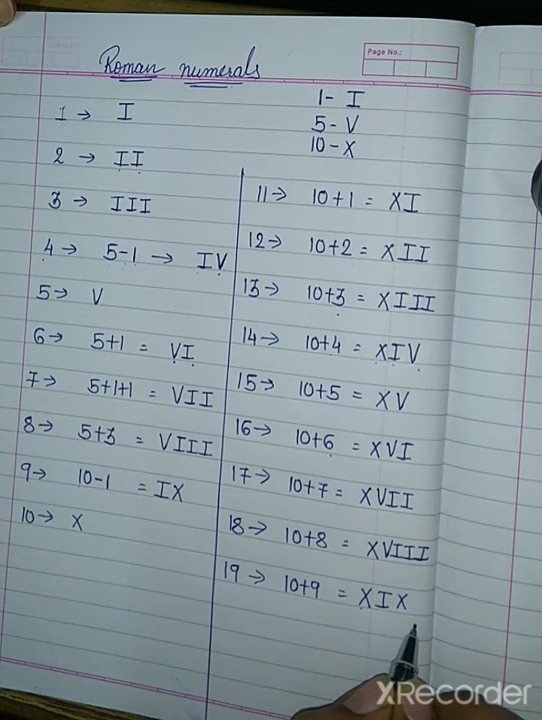 Page No.:
Roman numerals
1 - I
5 - V
10 - X
1 → I
2 → II
3 → III
4 → 5-1 → IV
5 → V
6 → 5+1 = VI
7 → 5+1+1 = VII
8 → 5+3 = VIII
9 → 10-1 = IX
10 → X
11 → 10+1 = XI
12 → 10+2 = XII
13 → 10+3 = XIII
14 → 10+4 = XIV
15 → 10+5 = XV
16 → 10+6 = XVI
17 → 10+7 = XVII
18 → 10+8 = XVIII
19 → 10+9 = XIX
XRecorder